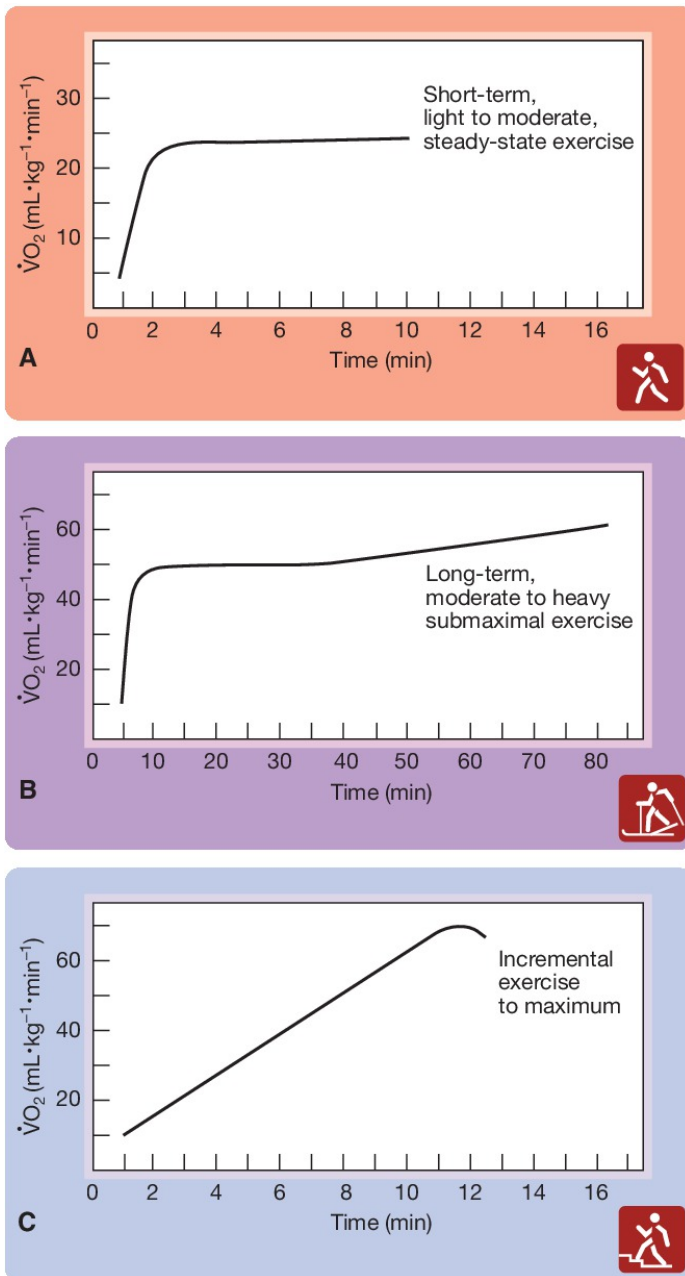 V̇O₂ (mL·kg⁻¹·min⁻¹)
30
20
10
Short-term,
light to moderate,
steady-state exercise
0 2 4 6 8 10 12 14 16
Time (min)
A
V̇O₂ (mL·kg⁻¹·min⁻¹)
60
40
20
Long-term,
moderate to heavy
submaximal exercise
0 10 20 30 40 50 60 70 80
Time (min)
B
V̇O₂ (mL·kg⁻¹·min⁻¹)
60
40
20
Incremental
exercise
to maximum
0 2 4 6 8 10 12 14 16
Time (min)
C